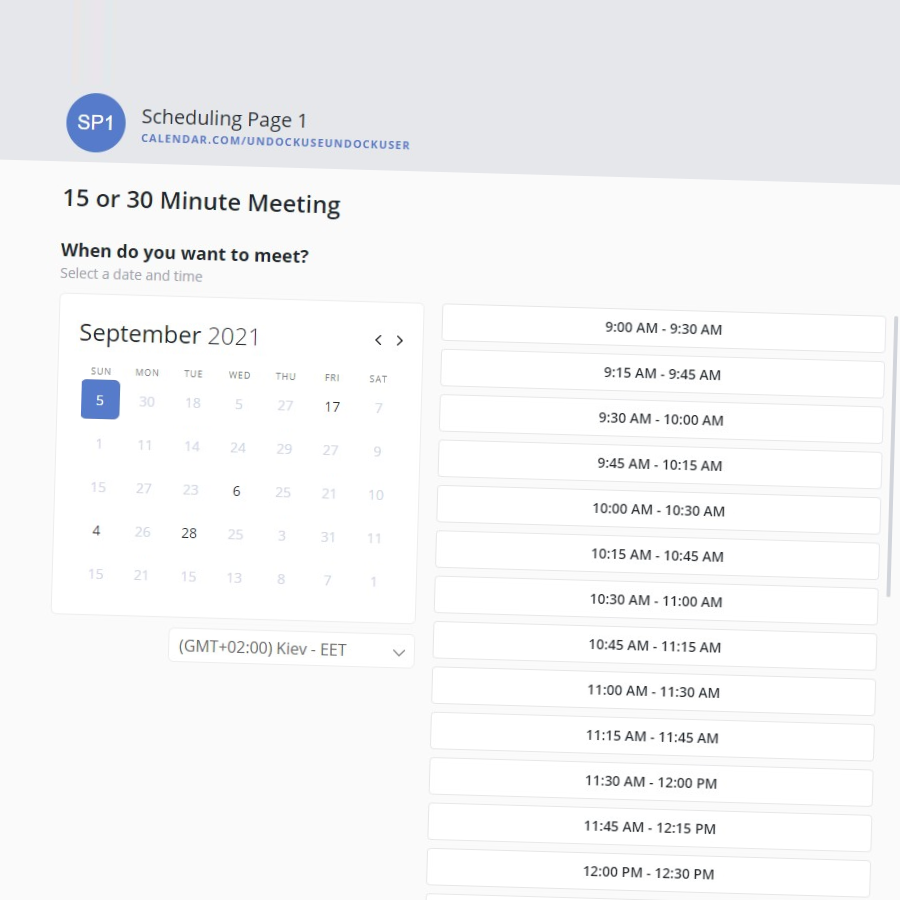 SP1
Scheduling Page 1
CALENDAR.COM/UNDOCKUSEUNDOCKUSER
15 or 30 Minute Meeting
When do you want to meet?
Select a date and time
September 2021
SUN MON TUE WED THU FRI SAT
5 30 18 5 27 17 7
1 11 14 24 29 27 9
15 27 23 6 25 21 10
4 26 28 25 3 31 11
15 21 15 13 8 7 1
(GMT+02:00) Kiev - EET
9:00 AM - 9:30 AM
9:15 AM - 9:45 AM
9:30 AM - 10:00 AM
9:45 AM - 10:15 AM
10:00 AM - 10:30 AM
10:15 AM - 10:45 AM
10:30 AM - 11:00 AM
10:45 AM - 11:15 AM
11:00 AM - 11:30 AM
11:15 AM - 11:45 AM
11:30 AM - 12:00 PM
11:45 AM - 12:15 PM
12:00 PM - 12:30 PM